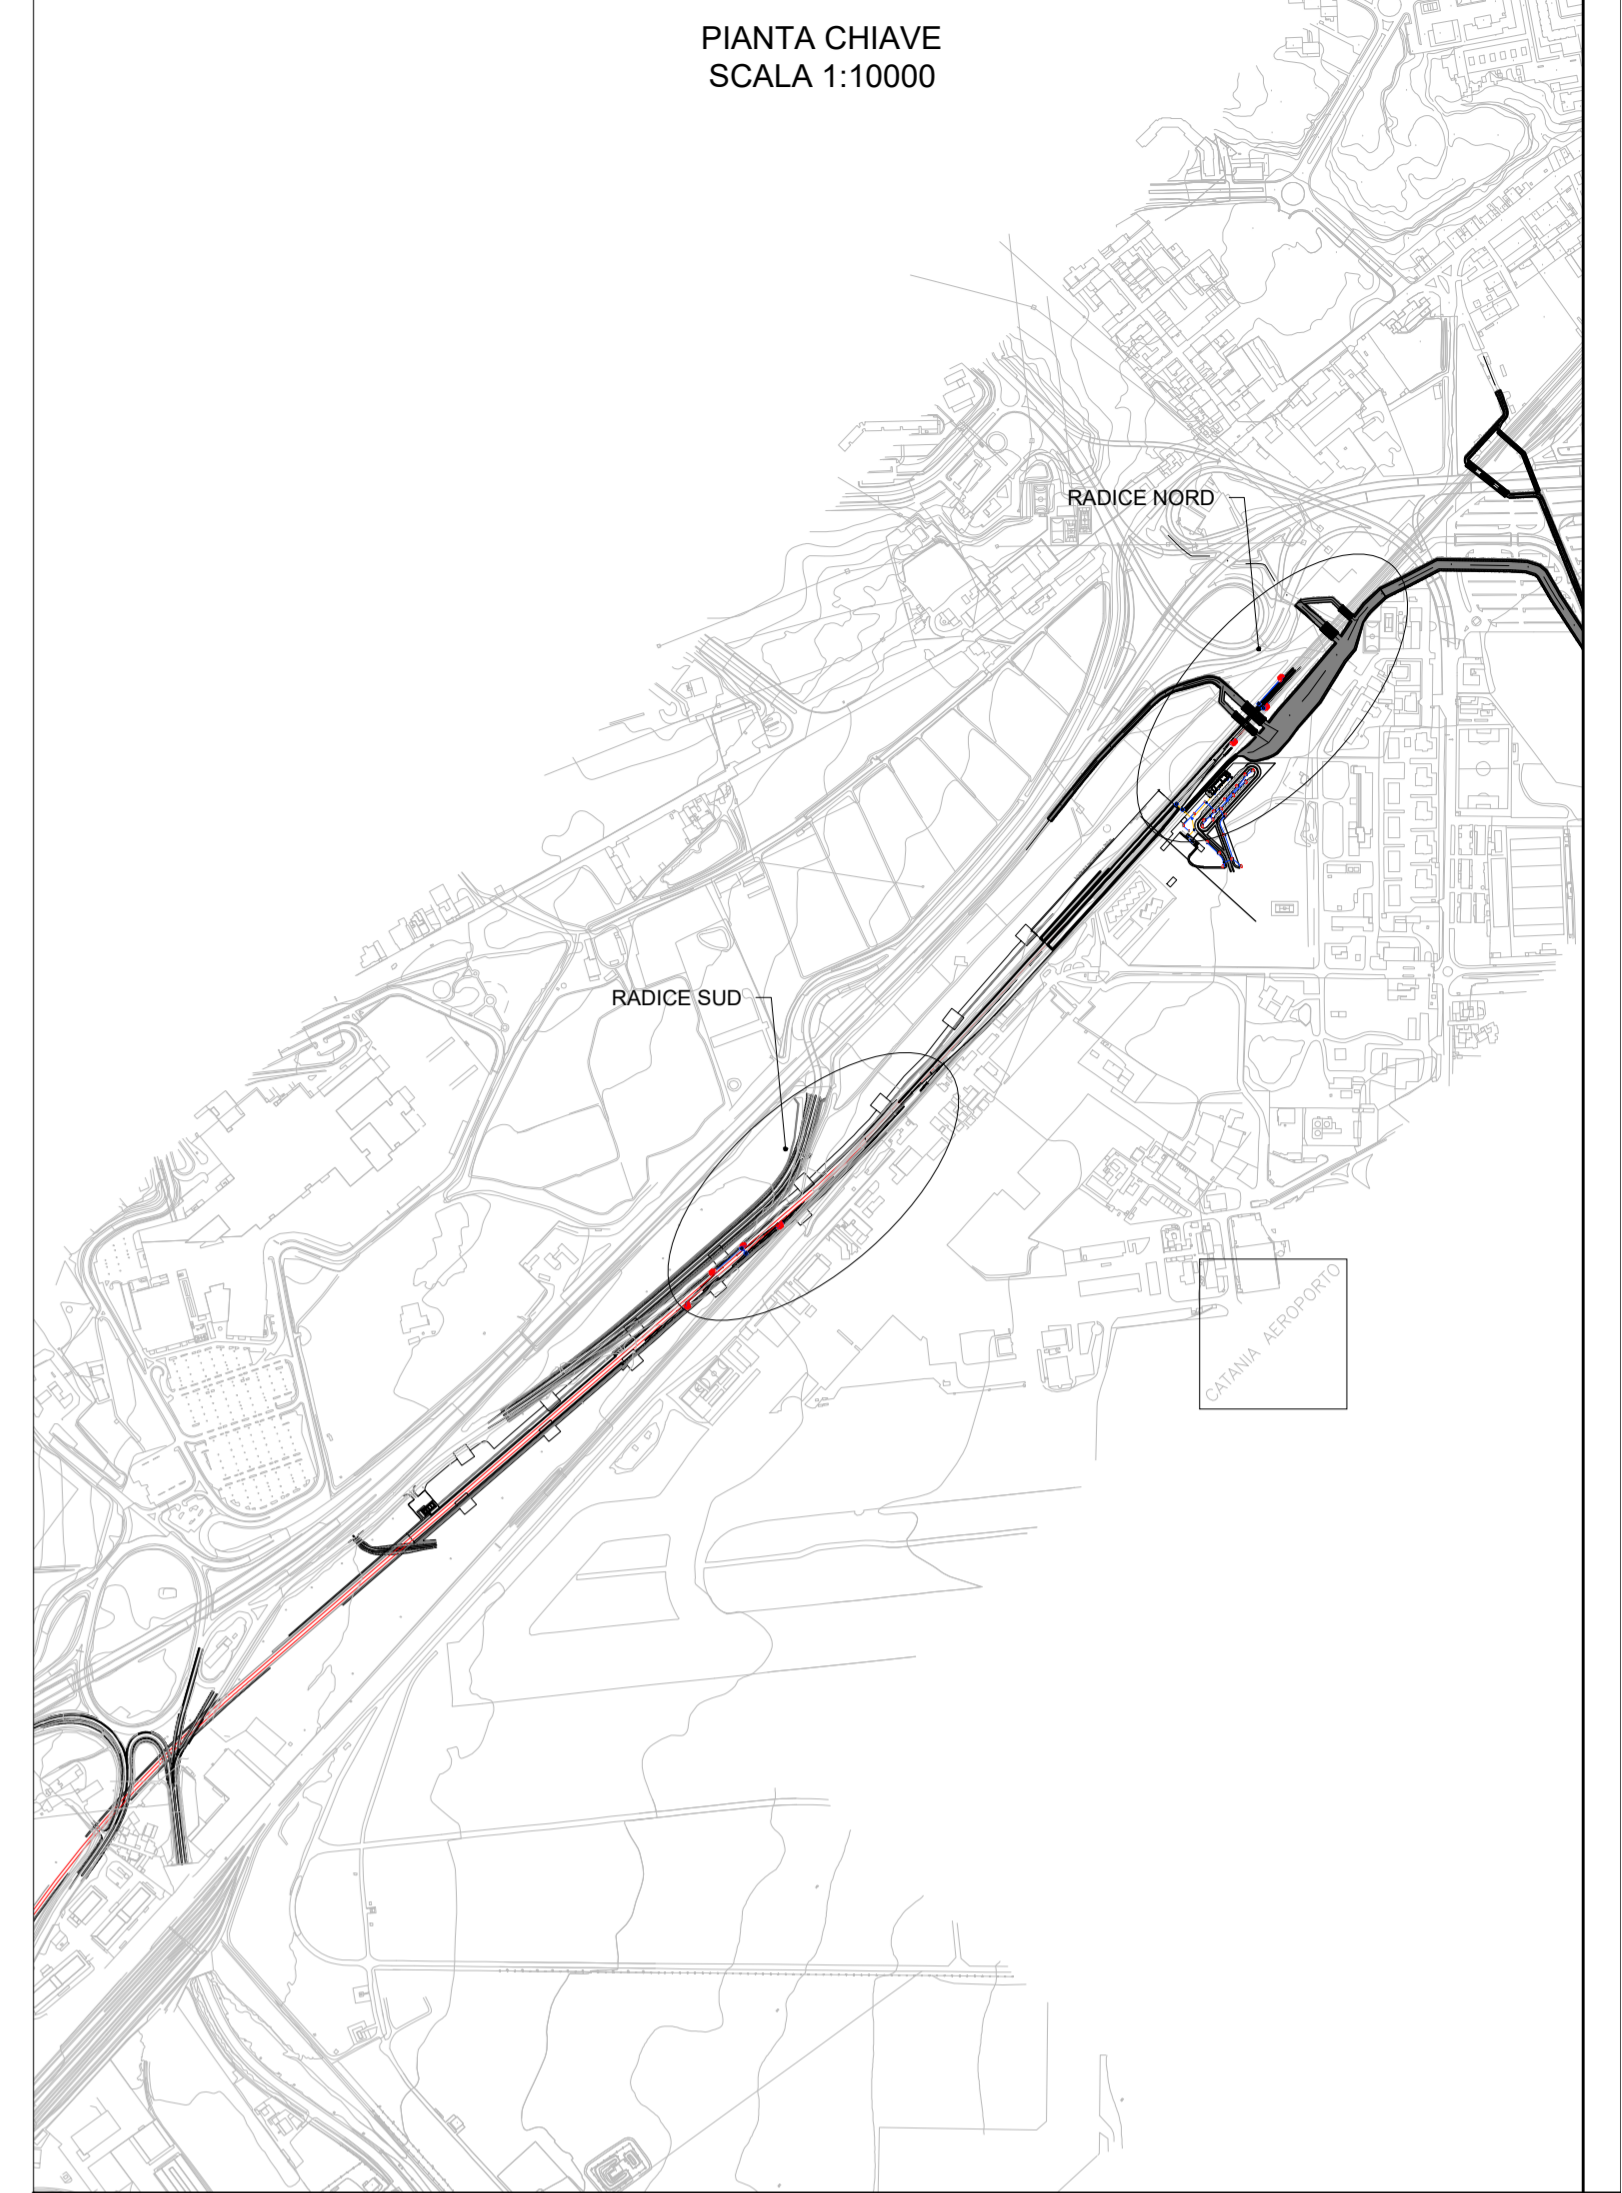 PIANTA CHIAVE
SCALA 1:10000
RADICE NORD
RADICE SUD
CATANIA AEROPORTO